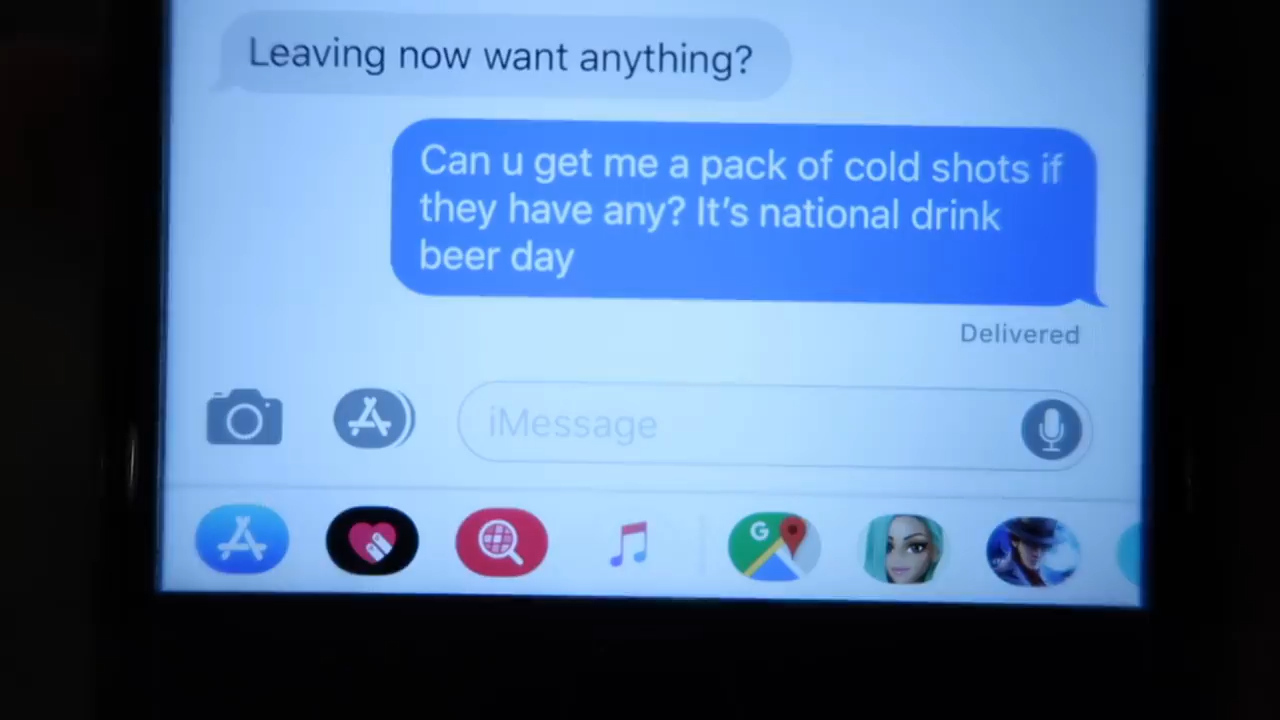 Leaving now want anything?
Can u get me a pack of cold shots if
they have any? It's national drink
beer day
Delivered
iMessage
G